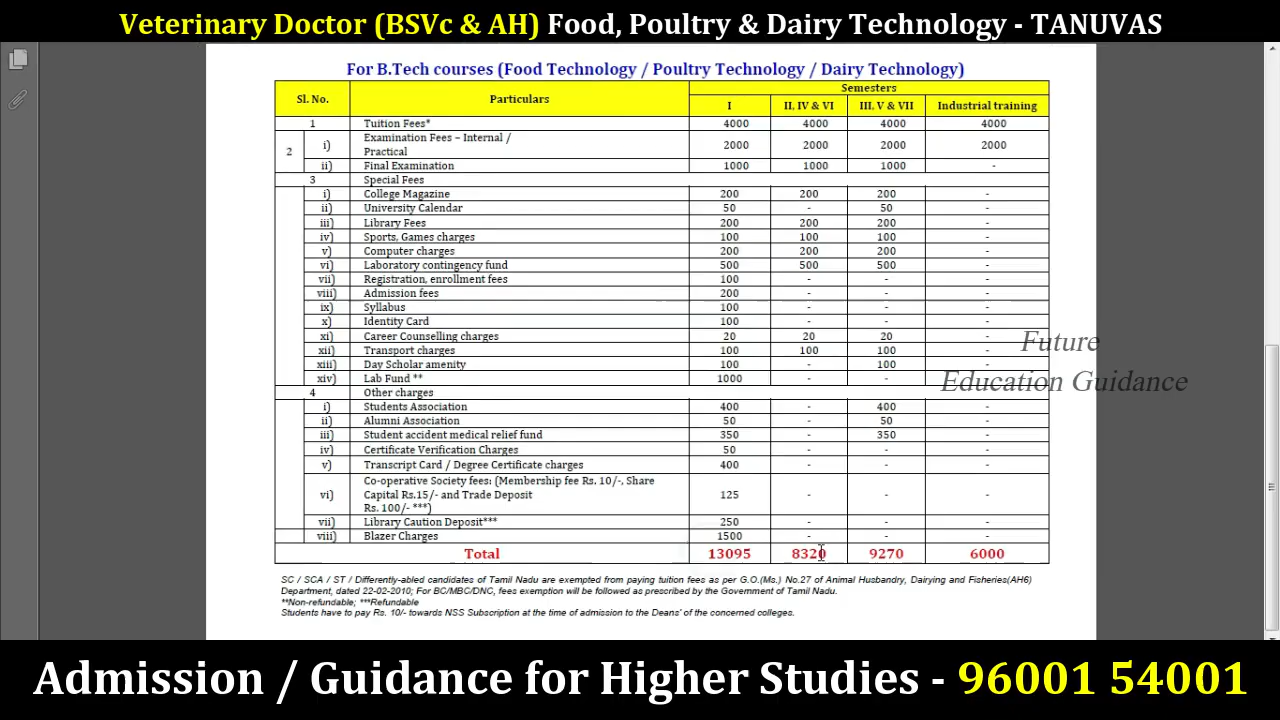 Veterinary Doctor (BSVc & AH) Food, Poultry & Dairy Technology - TANUVAS
For B.Tech courses (Food Technology / Poultry Technology / Dairy Technology)
Sl. No. Particulars Semesters
I II, IV & VI III, V & VII Industrial training
1 Tuition Fees* 4000 4000 4000 4000
2 i) Examination Fees – Internal /
Practical 2000 2000 2000 2000
ii) Final Examination 1000 1000 1000 -
3 Special Fees
i) College Magazine 200 200 200 -
ii) University Calendar 50 - 50 -
iii) Library Fees 200 200 200 -
iv) Sports, Games charges 100 100 100 -
v) Computer charges 200 200 200 -
vi) Laboratory contingency fund 500 500 500 -
vii) Registration, enrollment fees 100 - - -
viii) Admission fees 200 - - -
ix) Syllabus 100 - - -
x) Identity Card 100 - - -
xi) Career Counselling charges 20 20 20 -
xii) Transport charges 100 100 100 -
xiii) Day Scholar amenity 100 - 100 -
xiv) Lab Fund ** 1000 - - -
Future
Education Guidance
4 Other charges
i) Students Association 400 - 400 -
ii) Alumni Association 50 - 50 -
iii) Student accident medical relief fund 350 - 350 -
iv) Certificate Verification Charges 50 - - -
v) Transcript Card / Degree Certificate charges 400 - - -
vi) Co-operative Society fees: (Membership fee Rs. 10/-, Share
Capital Rs.15/- and Trade Deposit
Rs. 100/- ***) 125 - - -
vii) Library Caution Deposit*** 250 - - -
viii) Blazer Charges 1500 - - -
Total 13095 8320 9270 6000
SC / SCA / ST / Differently-abled candidates of Tamil Nadu are exempted from paying tuition fees as per G.O.(Ms.) No.27 of Animal Husbandry, Dairying and Fisheries(AH6)
Department, dated 22-02-2010; For BC/MBC/DNC, fees exemption will be followed as prescribed by the Government of Tamil Nadu.
**Non-refundable; ***Refundable
Students have to pay Rs. 10/- towards NSS Subscription at the time of admission to the Deans' of the concerned colleges.
Admission / Guidance for Higher Studies - 96001 54001